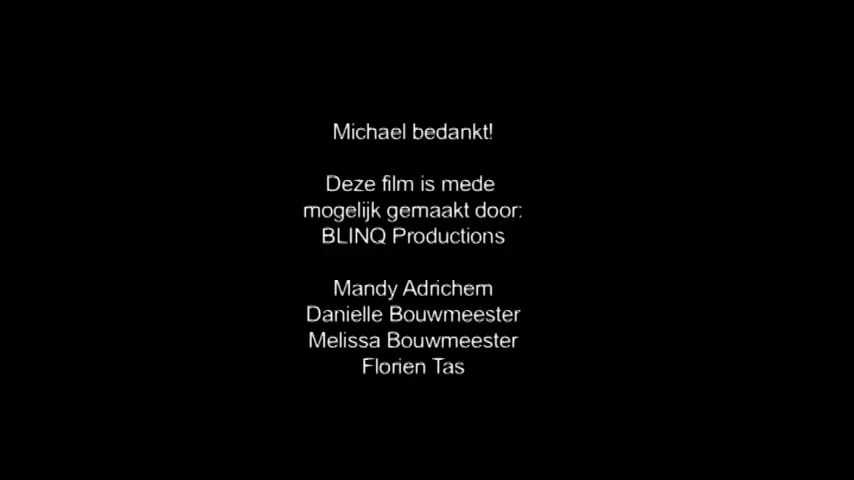 Michael bedankt!
Deze film is mede
mogelijk gemaakt door:
BLINQ Productions
Mandy Adrichem
Danielle Bouwmeester
Melissa Bouwmeester
Florien Tas